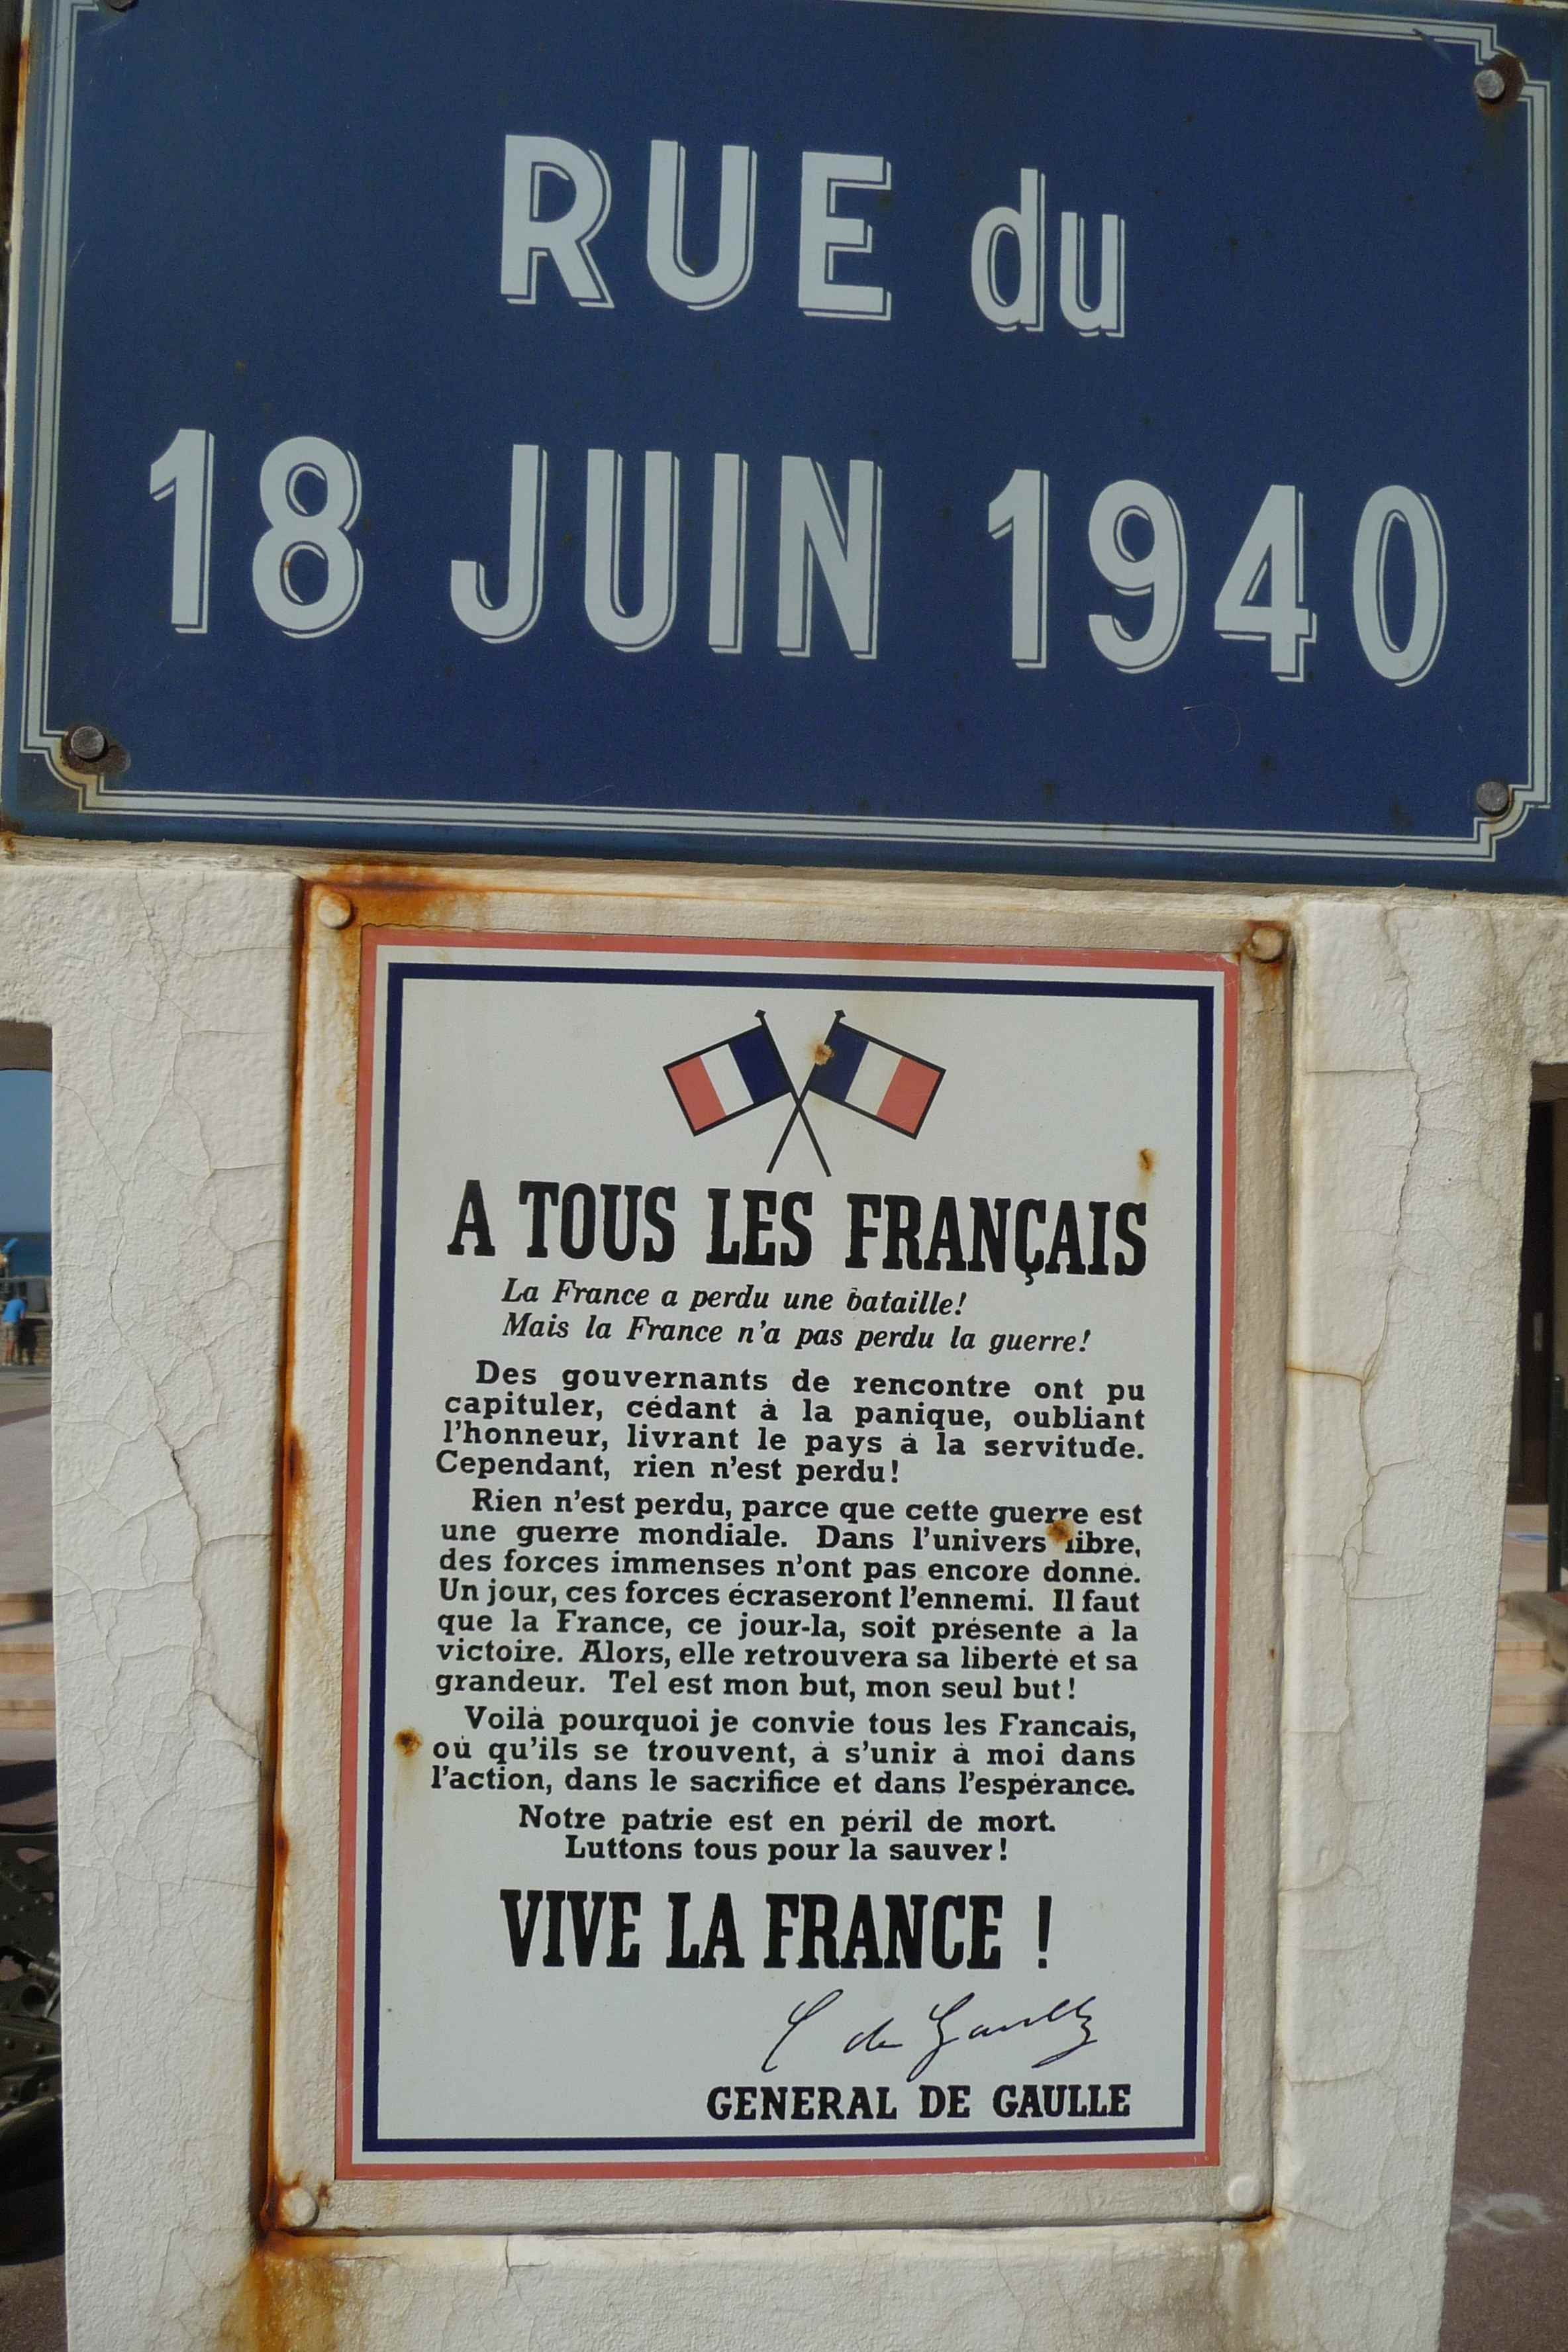 RUE du
18 JUIN 1940
A TOUS LES FRANÇAIS
La France a perdu une bataille!
Mais la France n'a pas perdu la guerre!
Des gouvernants de rencontre ont pu
capituler, cédant à la panique, oubliant
l'honneur, livrant le pays à la servitude.
Cependant, rien n'est perdu!
Rien n'est perdu, parce que cette guerre est
une guerre mondiale. Dans l'univers libre,
des forces immenses n'ont pas encore donné.
Un jour, ces forces écraseront l'ennemi. Il faut
que la France, ce jour-la, soit présente à la
victoire. Alors, elle retrouvera sa liberté et sa
grandeur. Tel est mon but, mon seul but!
Voilà pourquoi je convie tous les Francais,
où qu'ils se trouvent, à s'unir à moi dans
l'action, dans le sacrifice et dans l'espérance.
Notre patrie est en péril de mort.
Luttons tous pour la sauver!
VIVE LA FRANCE !
C de Gaulle
GENERAL DE GAULLE